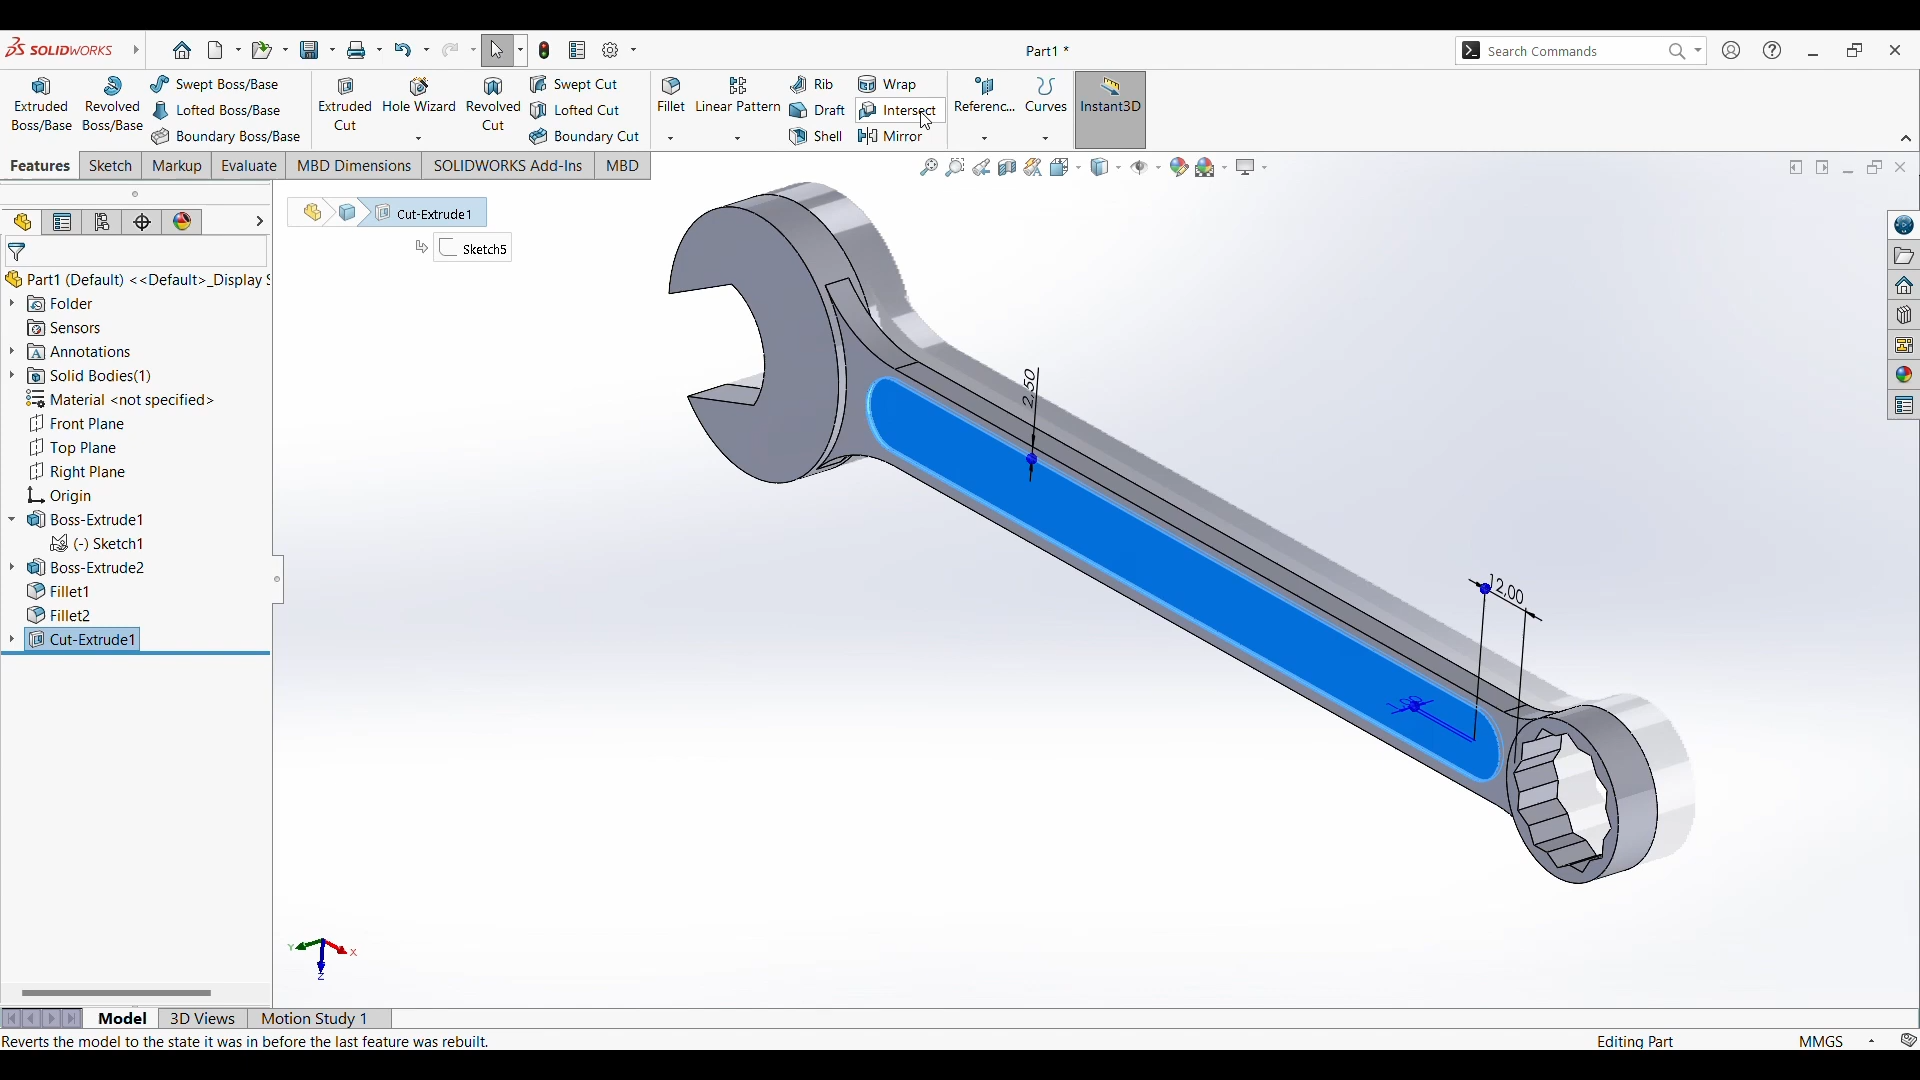 SOLIDWORKS
Part1 *
Search Commands
Extruded Boss/Base
Revolved Boss/Base
Swept Boss/Base
Lofted Boss/Base
Boundary Boss/Base
Extruded Cut
Hole Wizard
Revolved Cut
Swept Cut
Lofted Cut
Boundary Cut
Fillet
Linear Pattern
Rib
Draft
Shell
Wrap
Intersect
Mirror
Referenc...
Curves
Instant3D
Features
Sketch
Markup
Evaluate
MBD Dimensions
SOLIDWORKS Add-Ins
MBD
Cut-Extrude1
Sketch5
Part1 (Default) <<Default>_Display
Folder
Sensors
Annotations
Solid Bodies(1)
Material <not specified>
Front Plane
Top Plane
Right Plane
Origin
Boss-Extrude1
(-) Sketch1
Boss-Extrude2
Fillet1
Fillet2
Cut-Extrude1
2,50
12,00
Y
X
Z
Model
3D Views
Motion Study 1
Reverts the model to the state it was in before the last feature was rebuilt.
Editing Part
MMGS